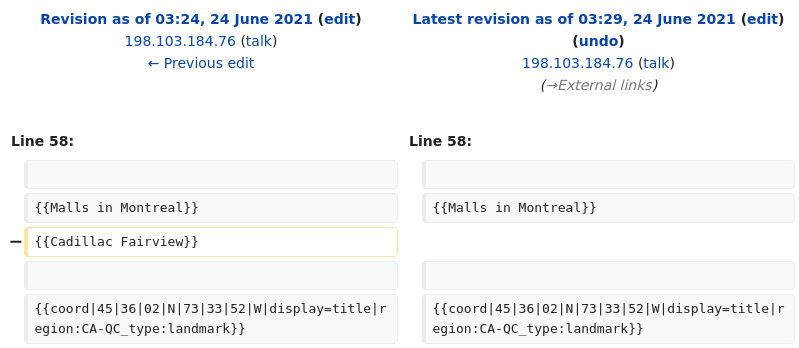 Revision as of 03:24, 24 June 2021 (edit)
198.103.184.76 (talk)
← Previous edit
Latest revision as of 03:29, 24 June 2021 (edit)
(undo)
198.103.184.76 (talk)
(→External links)
Line 58:
Line 58:
{{Malls in Montreal}}
{{Malls in Montreal}}
− {{Cadillac Fairview}}
{{coord|45|36|02|N|73|33|52|W|display=title|r
egion:CA-QC_type:landmark}}
{{coord|45|36|02|N|73|33|52|W|display=title|r
egion:CA-QC_type:landmark}}